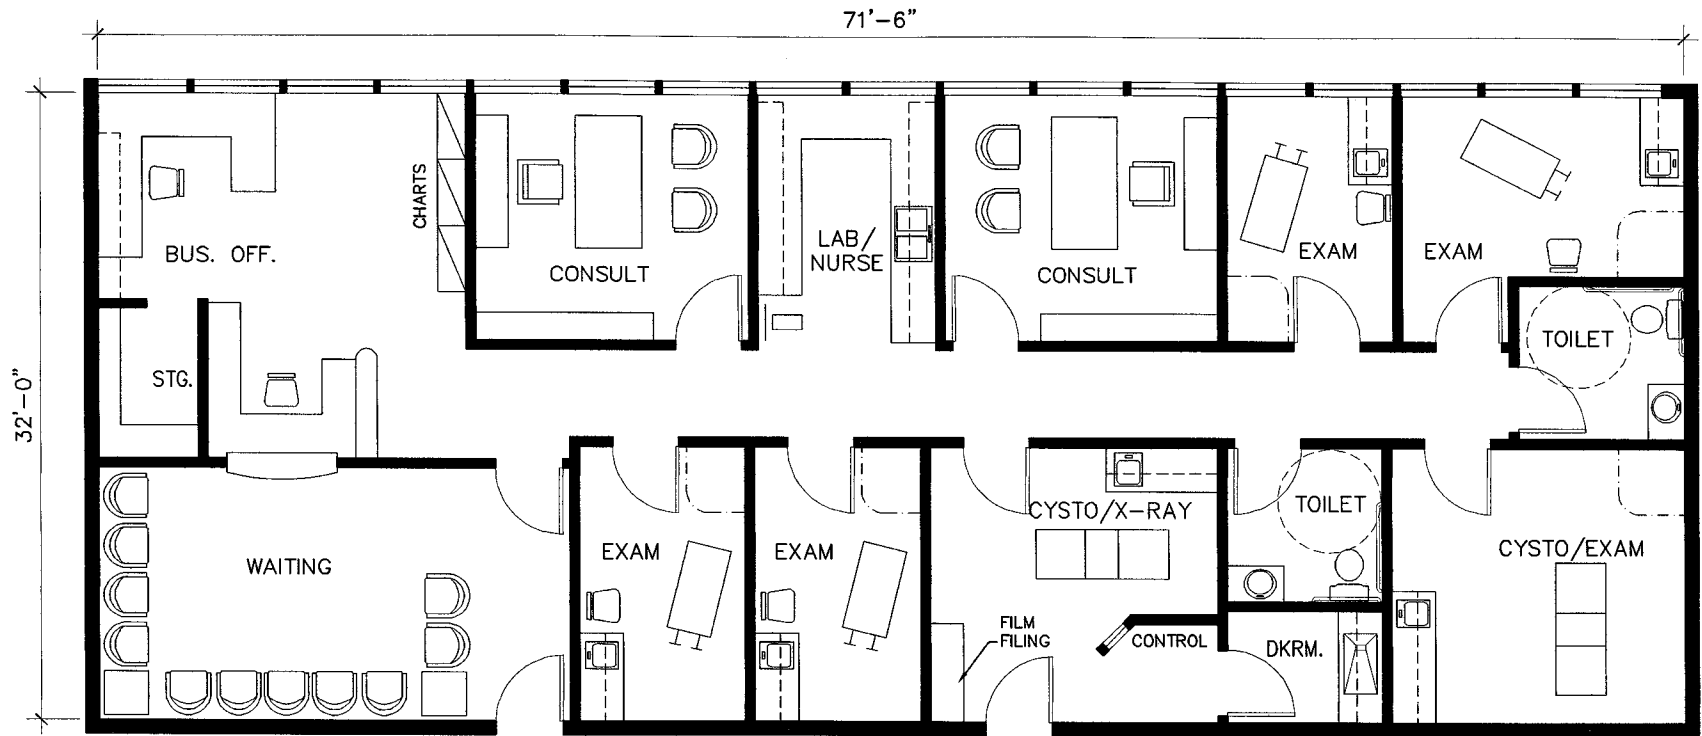 71'-6"
32'-0"
BUS. OFF.
CHARTS
CONSULT
LAB/
NURSE
CONSULT
EXAM
EXAM
STG.
TOILET
WAITING
EXAM
EXAM
CYSTO/X-RAY
TOILET
CYSTO/EXAM
FILM
FILING
CONTROL
DKRM.